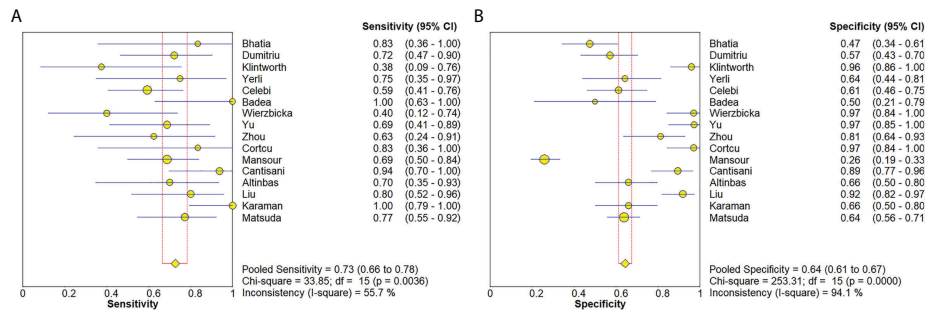 A
Sensitivity (95% CI)
Bhatia 0.83 (0.36 - 1.00)
Dumitriu 0.72 (0.47 - 0.90)
Klintworth 0.38 (0.09 - 0.76)
Yerli 0.75 (0.35 - 0.97)
Celebi 0.59 (0.41 - 0.76)
Badea 1.00 (0.63 - 1.00)
Wierzbicka 0.40 (0.12 - 0.74)
Yu 0.69 (0.41 - 0.89)
Zhou 0.63 (0.24 - 0.91)
Cortcu 0.83 (0.36 - 1.00)
Mansour 0.69 (0.50 - 0.84)
Cantisani 0.94 (0.70 - 1.00)
Altinbas 0.70 (0.35 - 0.93)
Liu 0.80 (0.52 - 0.96)
Karaman 1.00 (0.79 - 1.00)
Matsuda 0.77 (0.55 - 0.92)
Pooled Sensitivity = 0.73 (0.66 to 0.78)
Chi-square = 33.85; df = 15 (p = 0.0036)
Inconsistency (I-square) = 55.7 %
0 0.2 0.4 0.6 0.8 1
Sensitivity
B
Specificity (95% CI)
Bhatia 0.47 (0.34 - 0.61)
Dumitriu 0.57 (0.43 - 0.70)
Klintworth 0.96 (0.86 - 1.00)
Yerli 0.64 (0.44 - 0.81)
Celebi 0.61 (0.46 - 0.75)
Badea 0.50 (0.21 - 0.79)
Wierzbicka 0.97 (0.84 - 1.00)
Yu 0.97 (0.85 - 1.00)
Zhou 0.81 (0.64 - 0.93)
Cortcu 0.97 (0.84 - 1.00)
Mansour 0.26 (0.19 - 0.33)
Cantisani 0.89 (0.77 - 0.96)
Altinbas 0.66 (0.50 - 0.80)
Liu 0.92 (0.82 - 0.97)
Karaman 0.66 (0.50 - 0.80)
Matsuda 0.64 (0.56 - 0.71)
Pooled Specificity = 0.64 (0.61 to 0.67)
Chi-square = 253.31; df = 15 (p = 0.0000)
Inconsistency (I-square) = 94.1 %
0 0.2 0.4 0.6 0.8 1
Specificity